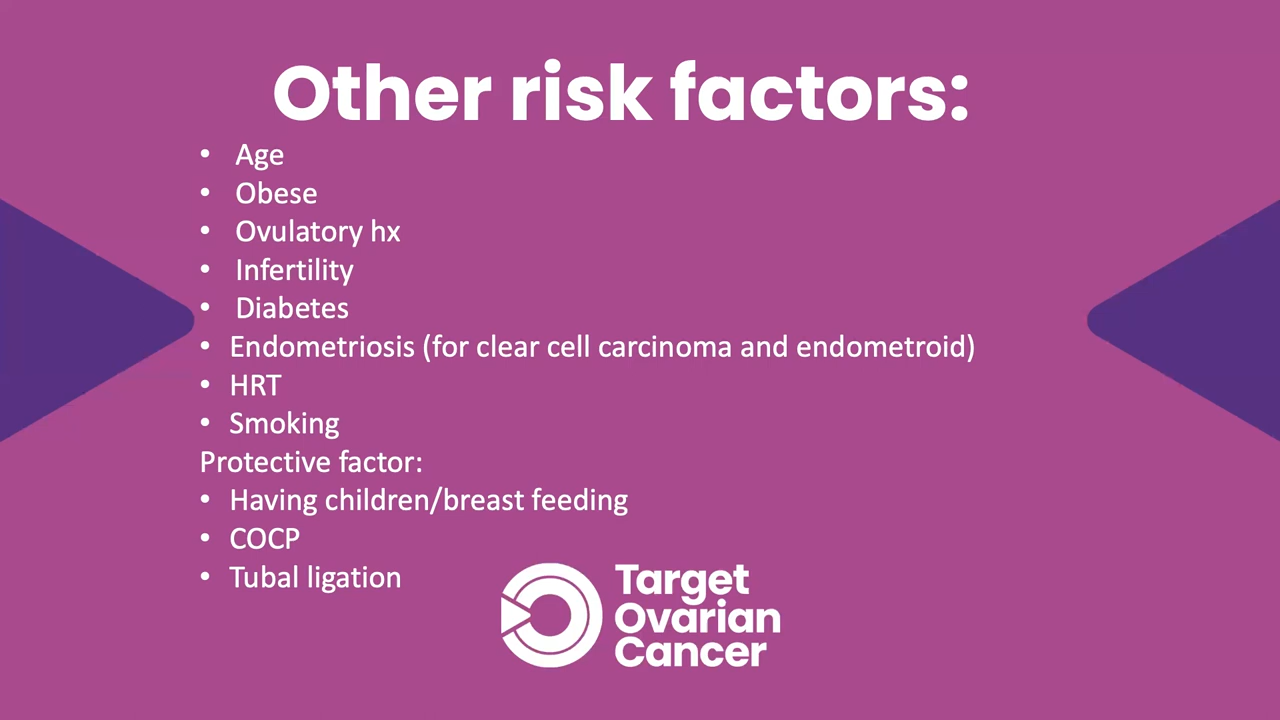 Other risk factors:
• Age
• Obese
• Ovulatory hx
• Infertility
• Diabetes
• Endometriosis (for clear cell carcinoma and endometroid)
• HRT
• Smoking
Protective factor:
• Having children/breast feeding
• COCP
• Tubal ligation
Target
Ovarian
Cancer